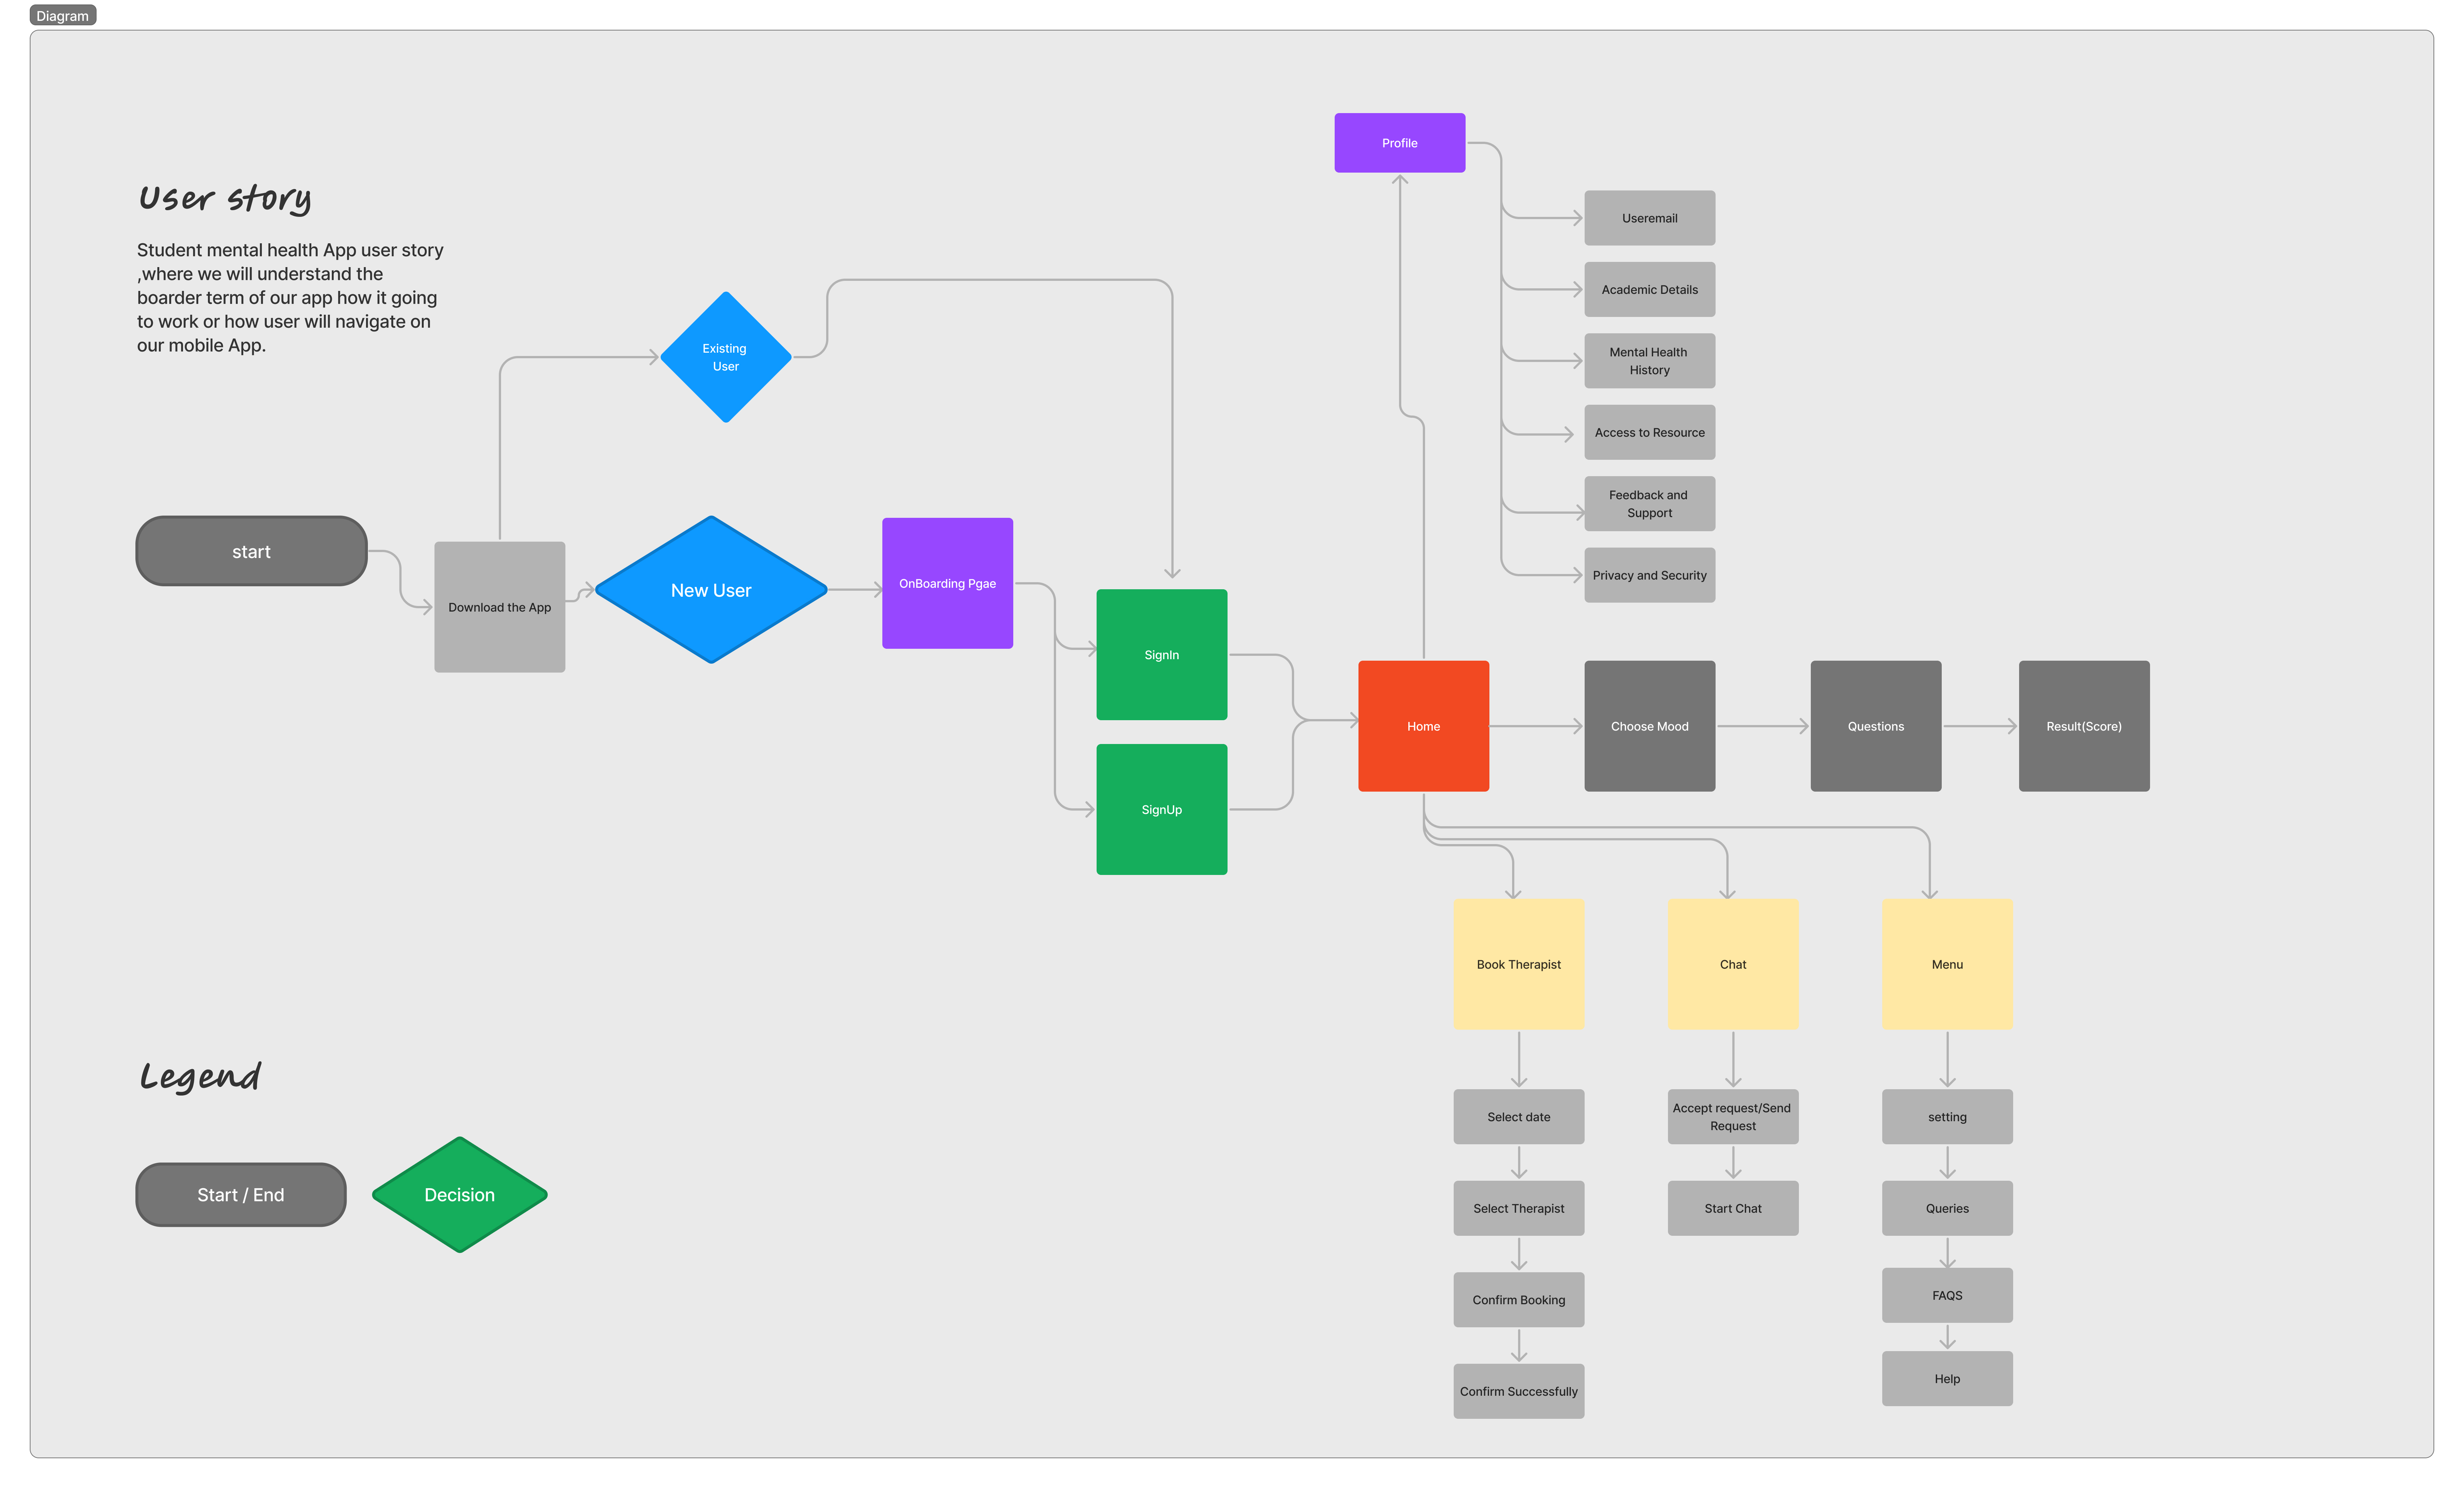 Diagram
User story
Student mental health App user story
,where we will understand the
boarder term of our app how it going
to work or how user will navigate on
our mobile App.
start
Download the App
Existing
User
New User
OnBoarding Pgae
SignIn
SignUp
Home
Profile
Useremail
Academic Details
Mental Health
History
Access to Resource
Feedback and
Support
Privacy and Security
Choose Mood
Questions
Result(Score)
Book Therapist
Select date
Select Therapist
Confirm Booking
Confirm Successfully
Chat
Accept request/Send
Request
Start Chat
Menu
setting
Queries
FAQS
Help
Legend
Start / End
Decision